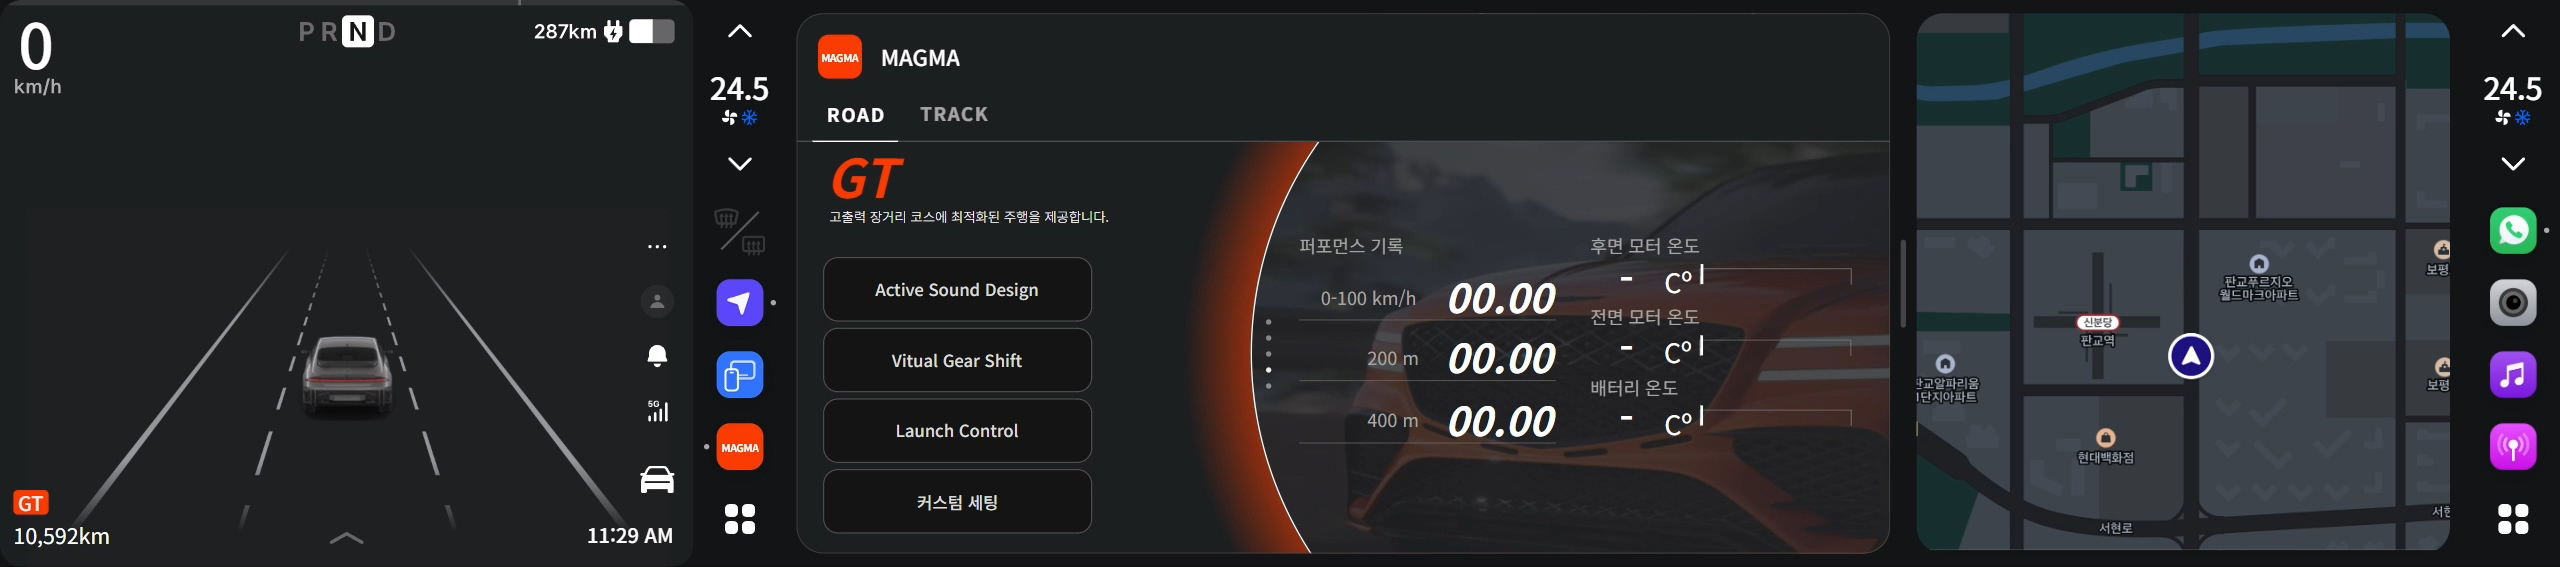 0
km/h
P R N D
287km
5G
GT
10,592km
11:29 AM
24.5
MAGMA
MAGMA
MAGMA
ROAD
TRACK
GT
고출력 장거리 코스에 최적화된 주행을 제공합니다.
Active Sound Design
Vitual Gear Shift
Launch Control
커스텀 세팅
퍼포먼스 기록
0-100 km/h 00.00
200 m 00.00
400 m 00.00
후면 모터 온도
- Cº
전면 모터 온도
- Cº
배터리 온도
- Cº
판교푸르지오
월드마크아파트
신분당
판교역
판교알파리움
1단지아파트
현대백화점
보평
보평
서현로
서현
24.5